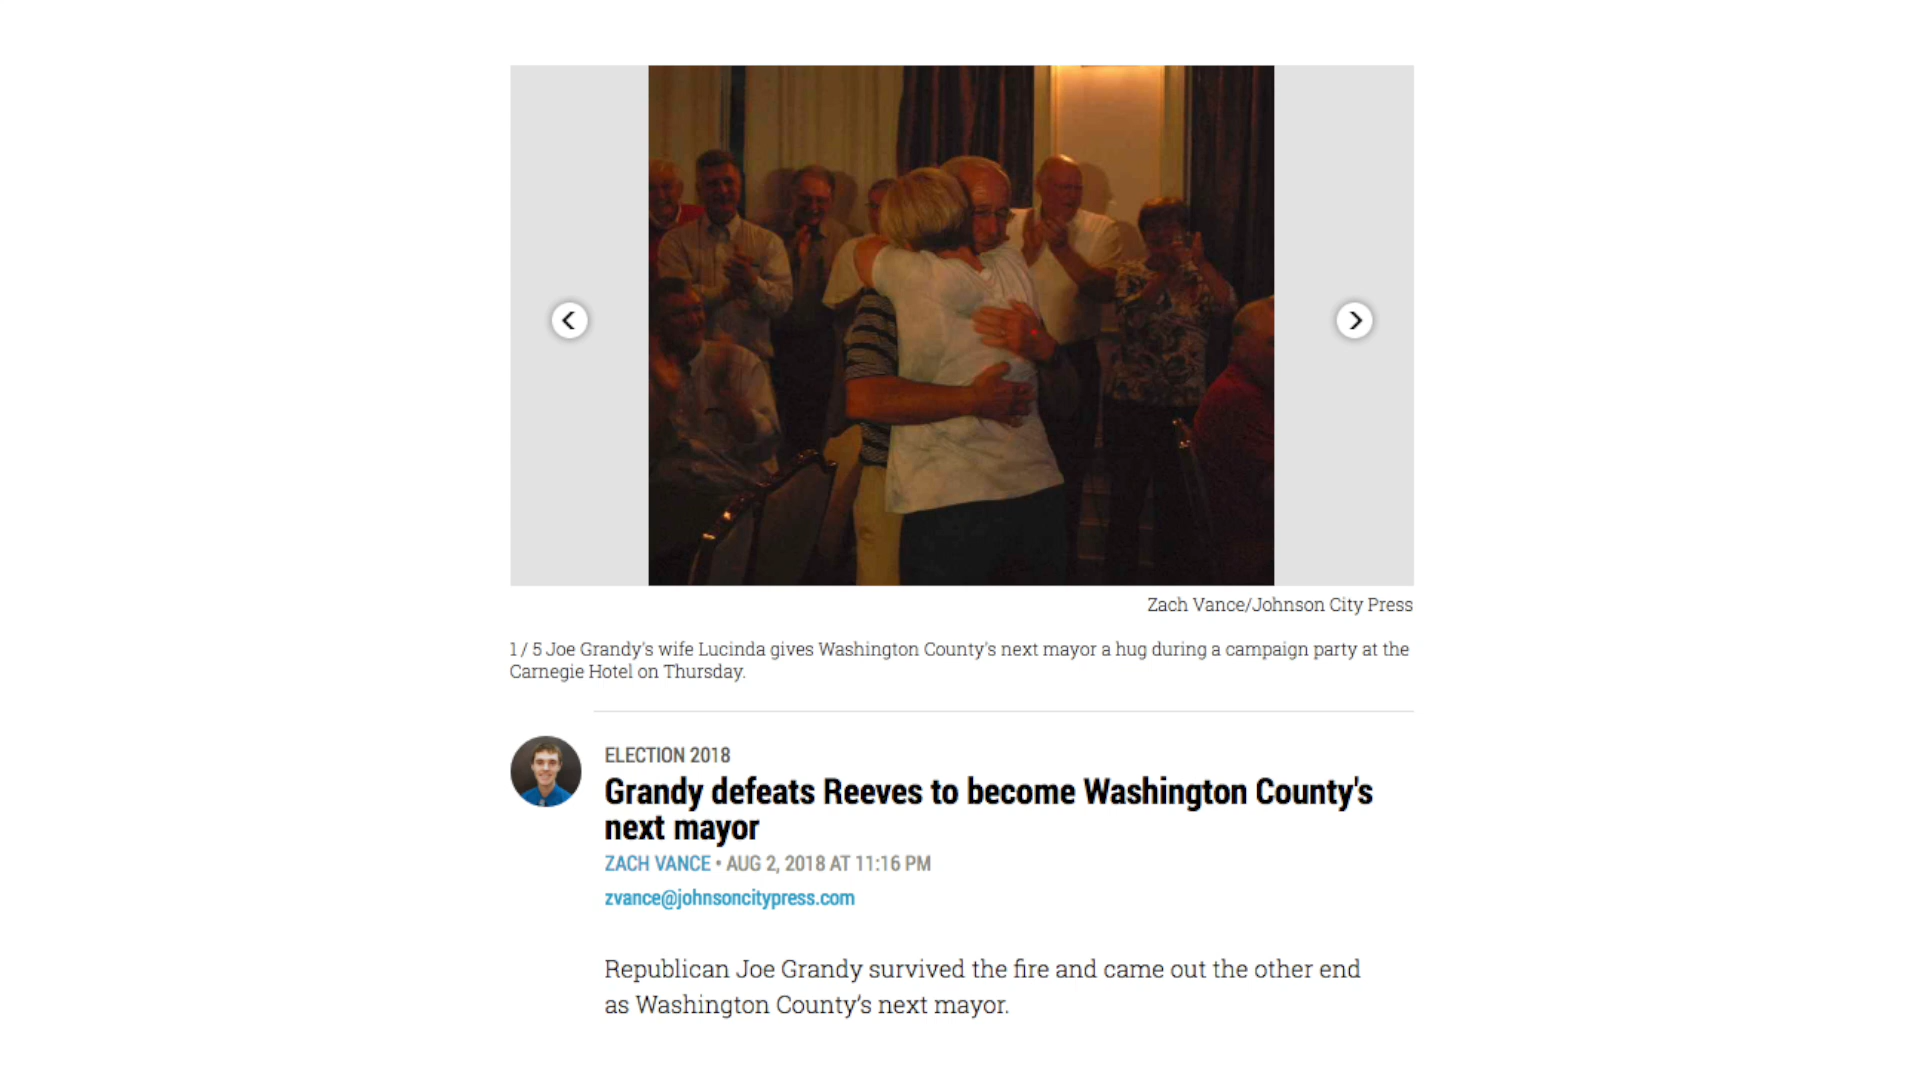 Zach Vance/Johnson City Press
1 / 5 Joe Grandy's wife Lucinda gives Washington County's next mayor a hug during a campaign party at the
Carnegie Hotel on Thursday.
ELECTION 2018
Grandy defeats Reeves to become Washington County's
next mayor
ZACH VANCE • AUG 2, 2018 AT 11:16 PM
zvance@johnsoncitypress.com
Republican Joe Grandy survived the fire and came out the other end
as Washington County’s next mayor.